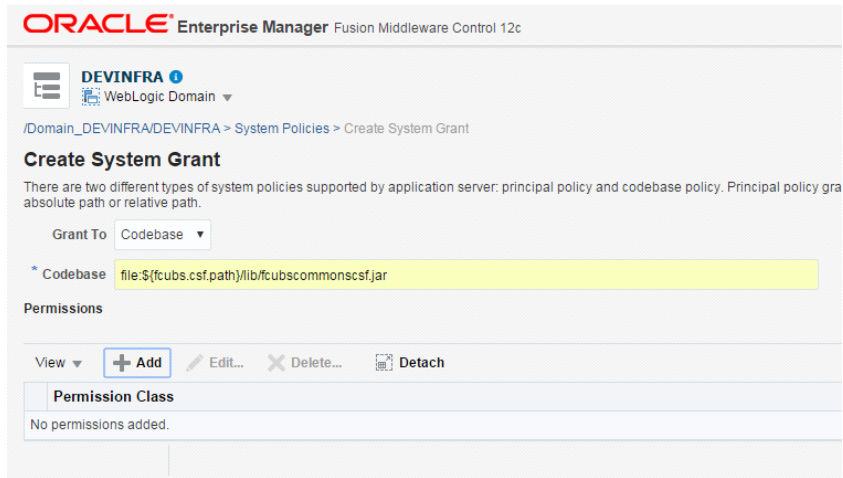 ORACLE Enterprise Manager Fusion Middleware Control 12c
DEVINFRA
WebLogic Domain
/Domain_DEVINFRA/DEVINFRA > System Policies > Create System Grant
Create System Grant
There are two different types of system policies supported by application server: principal policy and codebase policy. Principal policy gra
absolute path or relative path.
Grant To Codebase
* Codebase file:${fcubs.csf.path}/lib/fcubscommonscsf.jar
Permissions
View Add Edit... Delete... Detach
Permission Class
No permissions added.